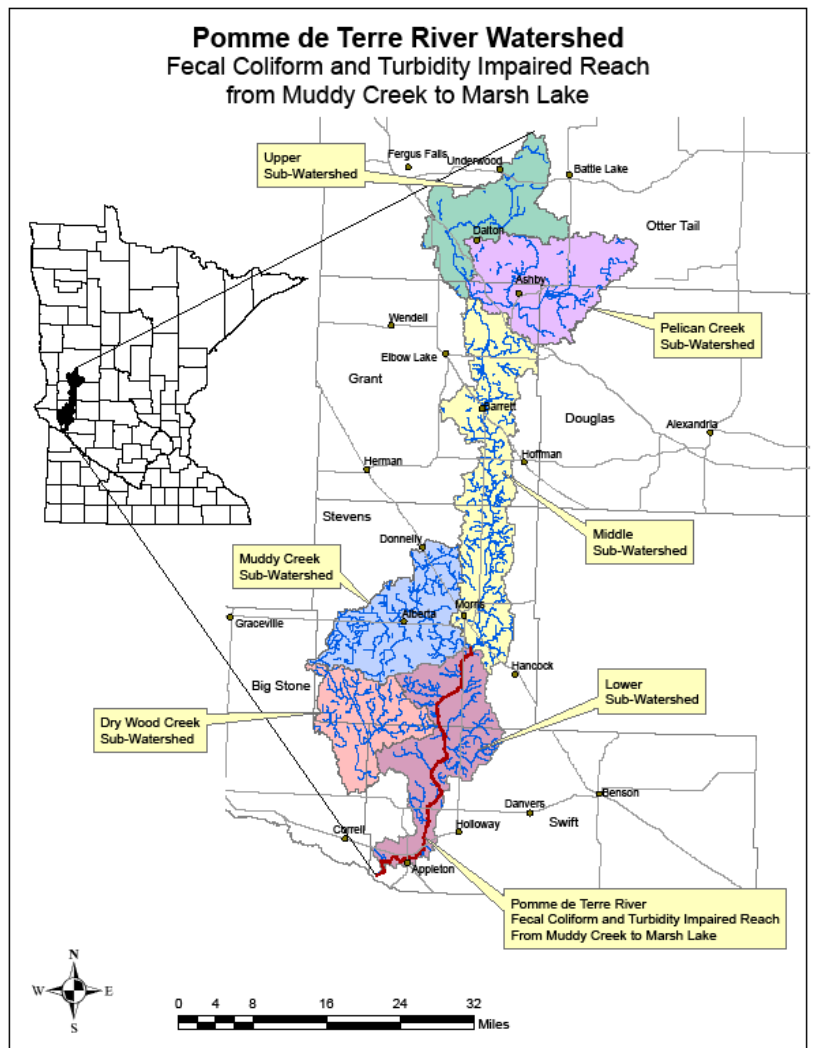 Pomme de Terre River Watershed
Fecal Coliform and Turbidity Impaired Reach
from Muddy Creek to Marsh Lake
Upper
Sub-Watershed
Fergus Falls
Underwood
Battle Lake
Otter Tail
Dalton
Ashby
Pelican Creek
Sub-Watershed
Wendell
Elbow Lake
Grant
Barrett
Douglas
Alexandria
Herman
Hoffman
Stevens
Donnelly
Middle
Sub-Watershed
Muddy Creek
Sub-Watershed
Morris
Alberta
Graceville
Hancock
Big Stone
Lower
Sub-Watershed
Dry Wood Creek
Sub-Watershed
Benson
Danvers
Swift
Holloway
Correll
Appleton
Pomme de Terre River
Fecal Coliform and Turbidity Impaired Reach
From Muddy Creek to Marsh Lake
N
W E
S
0 4 8 16 24 32
Miles